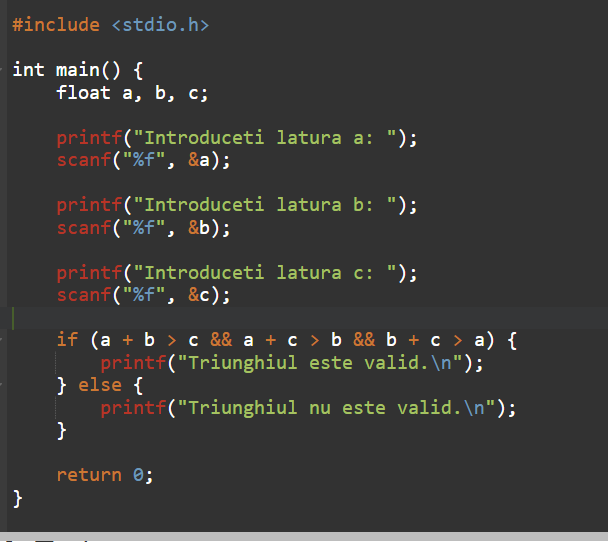 #include <stdio.h>
int main() {
float a, b, c;
printf("Introduceti latura a: ");
scanf("%f", &a);
printf("Introduceti latura b: ");
scanf("%f", &b);
printf("Introduceti latura c: ");
scanf("%f", &c);
if (a + b > c && a + c > b && b + c > a) {
printf("Triunghiul este valid.\n");
} else {
printf("Triunghiul nu este valid.\n");
}
return 0;
}